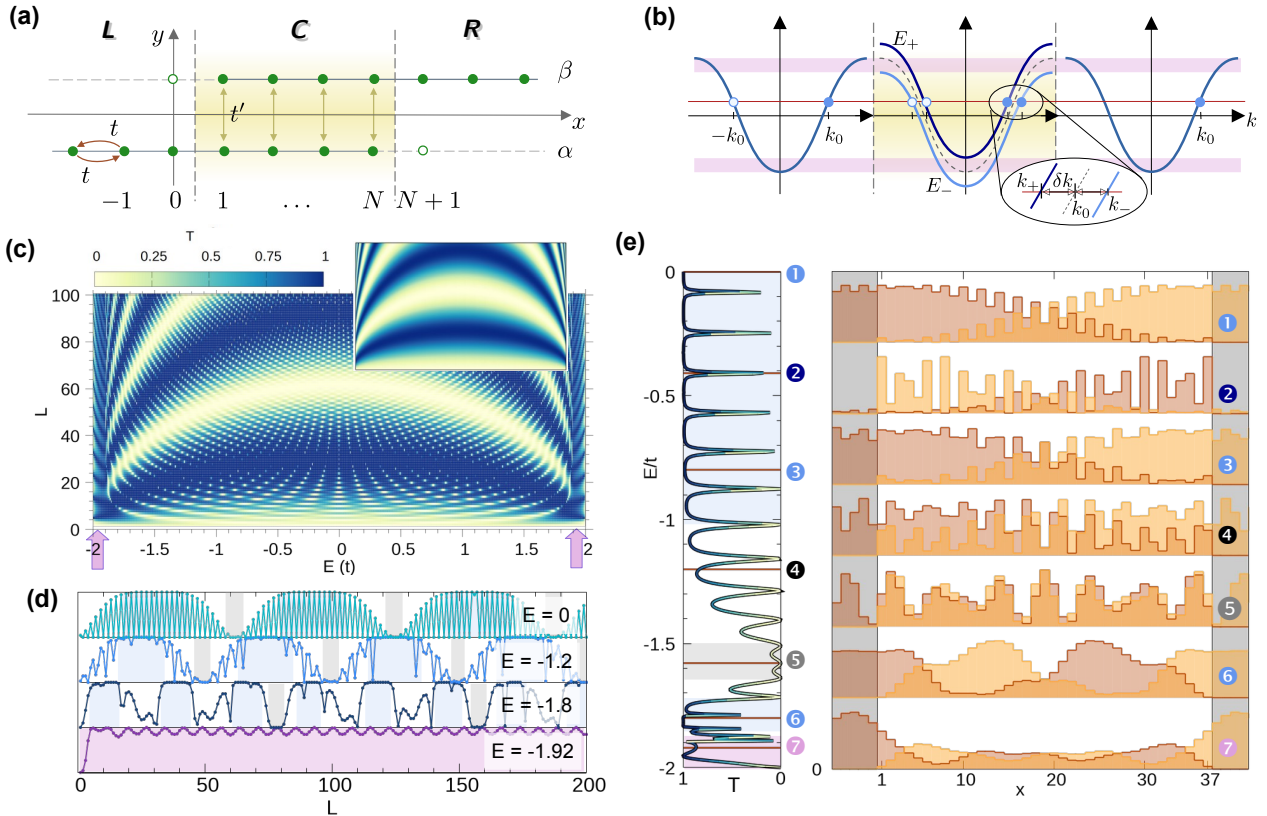 (a)
L C R
y
β
t'
x
t
t
α
−1 0 1 ... N N + 1
(b)
E+
E−
−k0 k0 k0 k
k+ δk k−
k0
(c)
T
0 0.25 0.5 0.75 1
100
80
60
40
20
0
L
-2 -1.5 -1 -0.5 0 0.5 1 1.5 2
E (t)
(d)
E = 0
E = -1.2
E = -1.8
E = -1.92
0 50 100 150 200
L
(e)
0
-0.5
-1
-1.5
-2
E/t
1
2
3
4
5
6
7
1 T 0
1
2
3
4
5
6
7
0
1 10 20 30 37
x